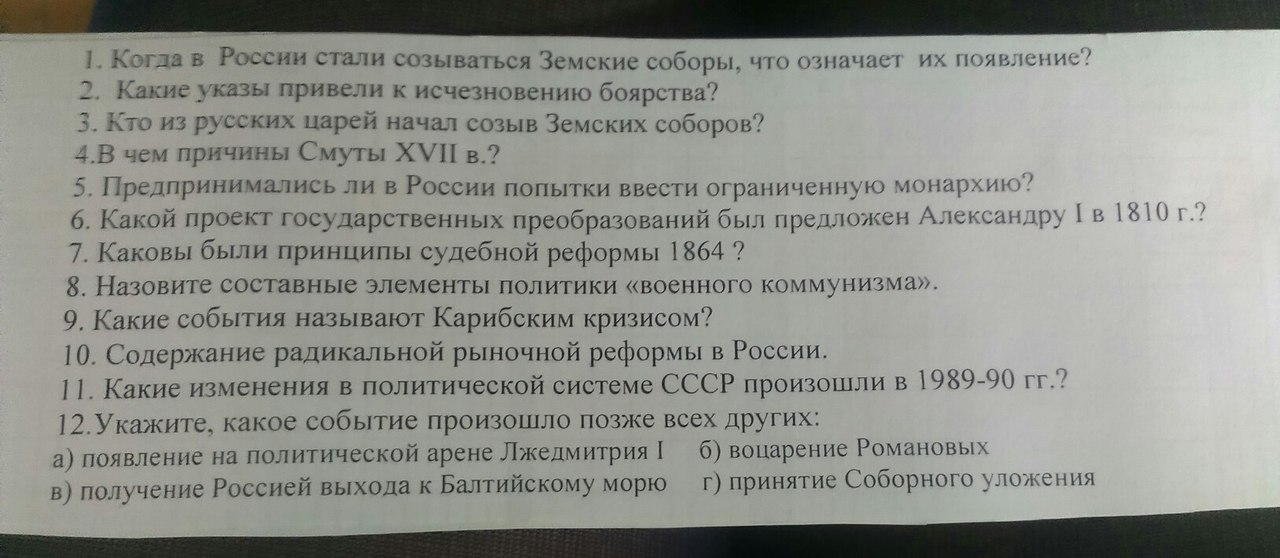 1. Когда в России стали созываться Земские соборы, что означает их появление?
2. Какие указы привели к исчезновению боярства?
3. Кто из русских царей начал созыв Земских соборов?
4.В чем причины Смуты XVII в.?
5. Предпринимались ли в России попытки ввести ограниченную монархию?
6. Какой проект государственных преобразований был предложен Александру I в 1810 г.?
7. Каковы были принципы судебной реформы 1864 ?
8. Назовите составные элементы политики «военного коммунизма».
9. Какие события называют Карибским кризисом?
10. Содержание радикальной рыночной реформы в России.
11. Какие изменения в политической системе СССР произошли в 1989-90 гг.?
12.Укажите, какое событие произошло позже всех других:
а) появление на политической арене Лжедмитрия I б) воцарение Романовых
в) получение Россией выхода к Балтийскому морю г) принятие Соборного уложения